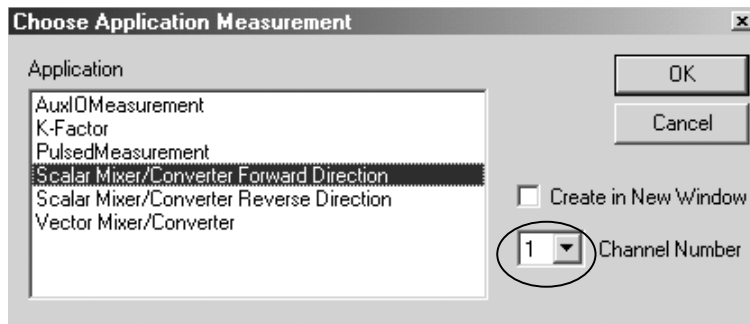 Choose Application Measurement
Application
AuxIOMeasurement
K-Factor
PulsedMeasurement
Scalar Mixer/Converter Forward Direction
Scalar Mixer/Converter Reverse Direction
Vector Mixer/Converter
OK
Cancel
Create in New Window
1 Channel Number